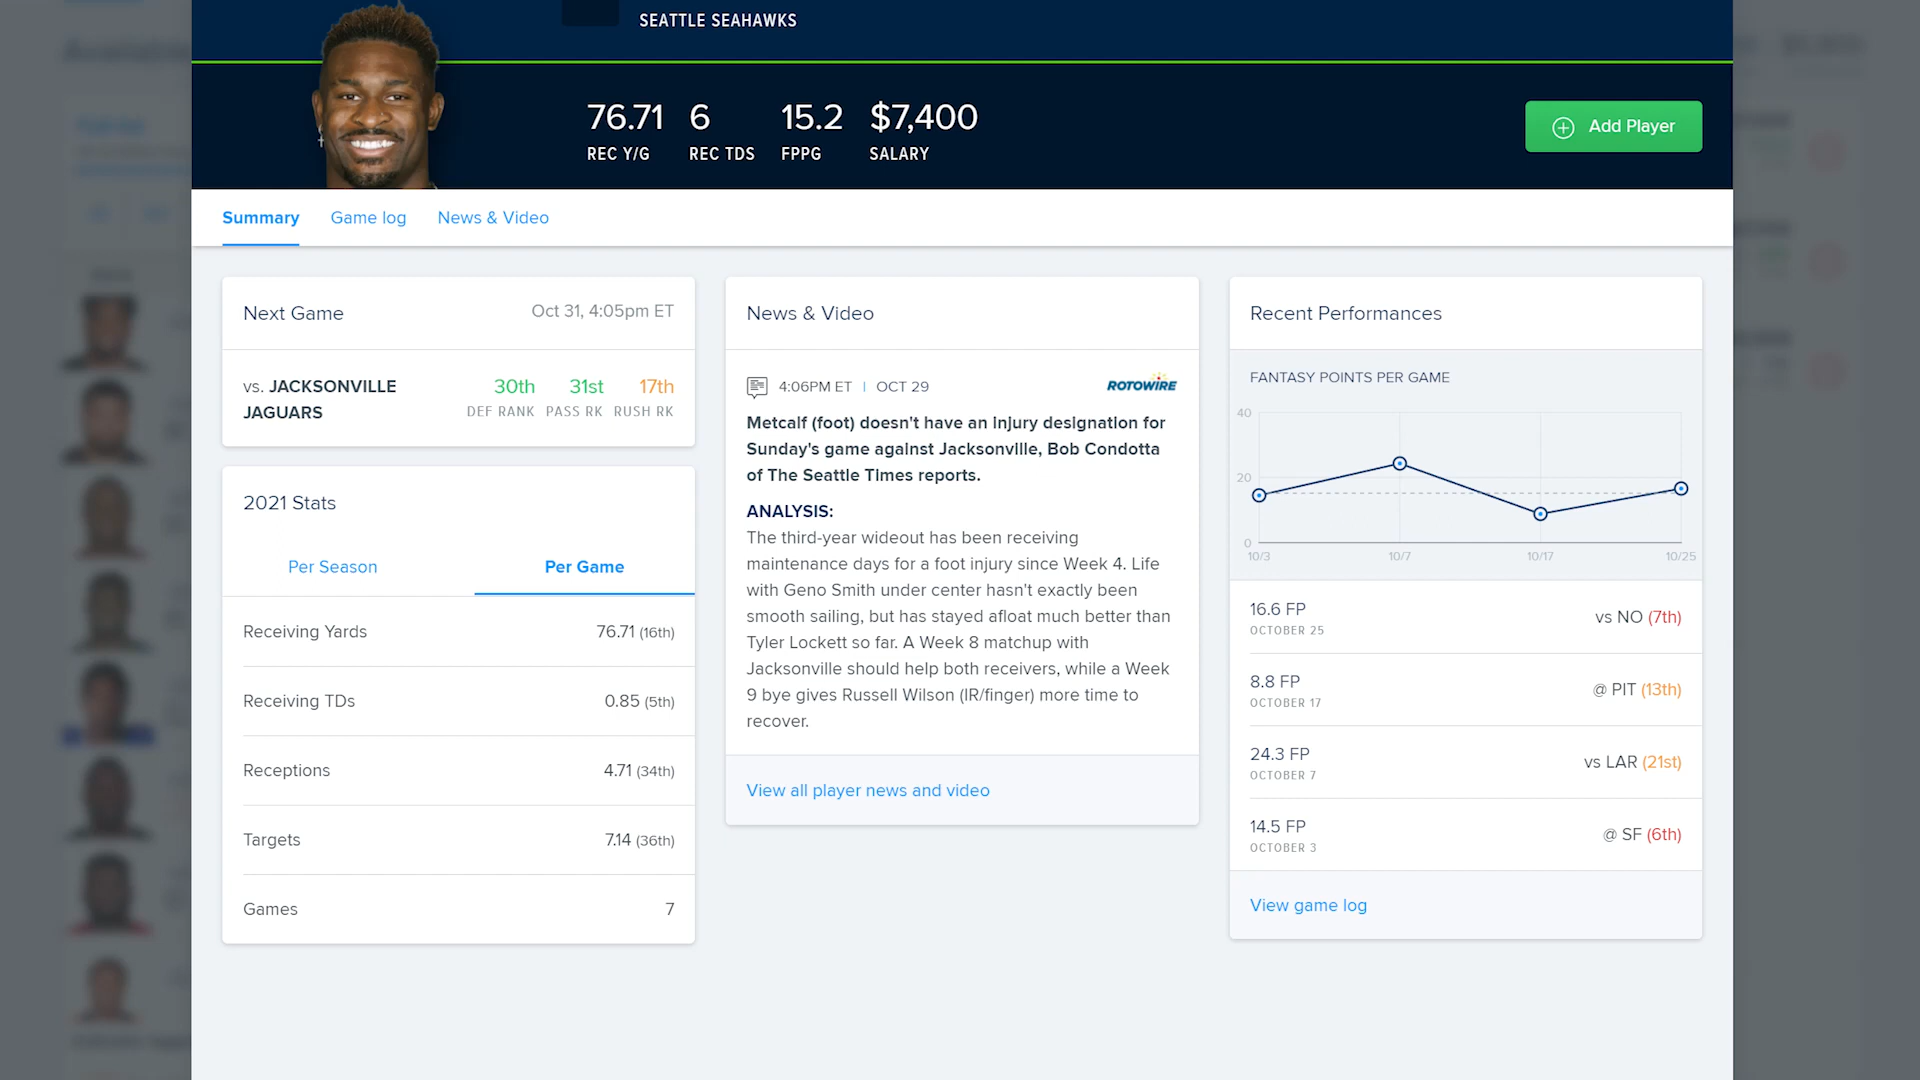 SEATTLE SEAHAWKS
76.71 6 15.2 $7,400
REC Y/G REC TDS FPPG SALARY
Add Player
Summary Game log News & Video
Next Game Oct 31, 4:05pm ET
vs. JACKSONVILLE
JAGUARS
30th 31st 17th
DEF RANK PASS RK RUSH RK
2021 Stats
Per Season Per Game
Receiving Yards 76.71 (16th)
Receiving TDs 0.85 (5th)
Receptions 4.71 (34th)
Targets 7.14 (36th)
Games 7
News & Video
4:06PM ET | OCT 29 ROTOWIRE
Metcalf (foot) doesn't have an injury designation for
Sunday's game against Jacksonville, Bob Condotta
of The Seattle Times reports.
ANALYSIS:
The third-year wideout has been receiving
maintenance days for a foot injury since Week 4. Life
with Geno Smith under center hasn't exactly been
smooth sailing, but has stayed afloat much better than
Tyler Lockett so far. A Week 8 matchup with
Jacksonville should help both receivers, while a Week
9 bye gives Russell Wilson (IR/finger) more time to
recover.
View all player news and video
Recent Performances
FANTASY POINTS PER GAME
40
20
0
10/3 10/7 10/17 10/25
16.6 FP vs NO (7th)
OCTOBER 25
8.8 FP @ PIT (13th)
OCTOBER 17
24.3 FP vs LAR (21st)
OCTOBER 7
14.5 FP @ SF (6th)
OCTOBER 3
View game log